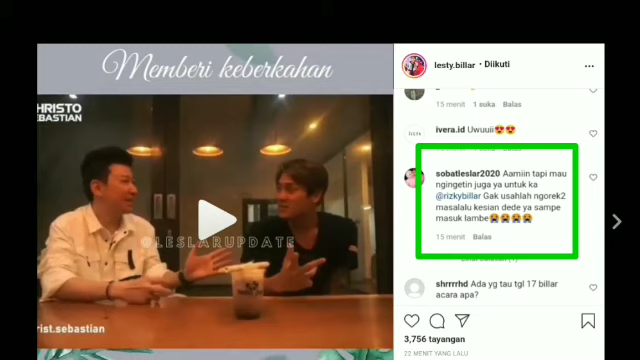 Memberi keberkahan
CHRISTO
SEBASTIAN
@LESLARUPDATE
rist.sebastian
lesty.billar • Diikuti
15 menit 1 suka Balas
ivera.id Uwuuii😍😍
sobatleslar2020 Aamiin tapi mau
ngingetin juga ya untuk ka
@rizkybillar Gak usahlah ngorek2
masalalu kesian dede ya sampe
masuk lambe😭😭😭😭
15 menit Balas
shrrrrhd Ada yg tau tgl 17 billar
acara apa?
3,756 tayangan
22 MENIT YANG LALU